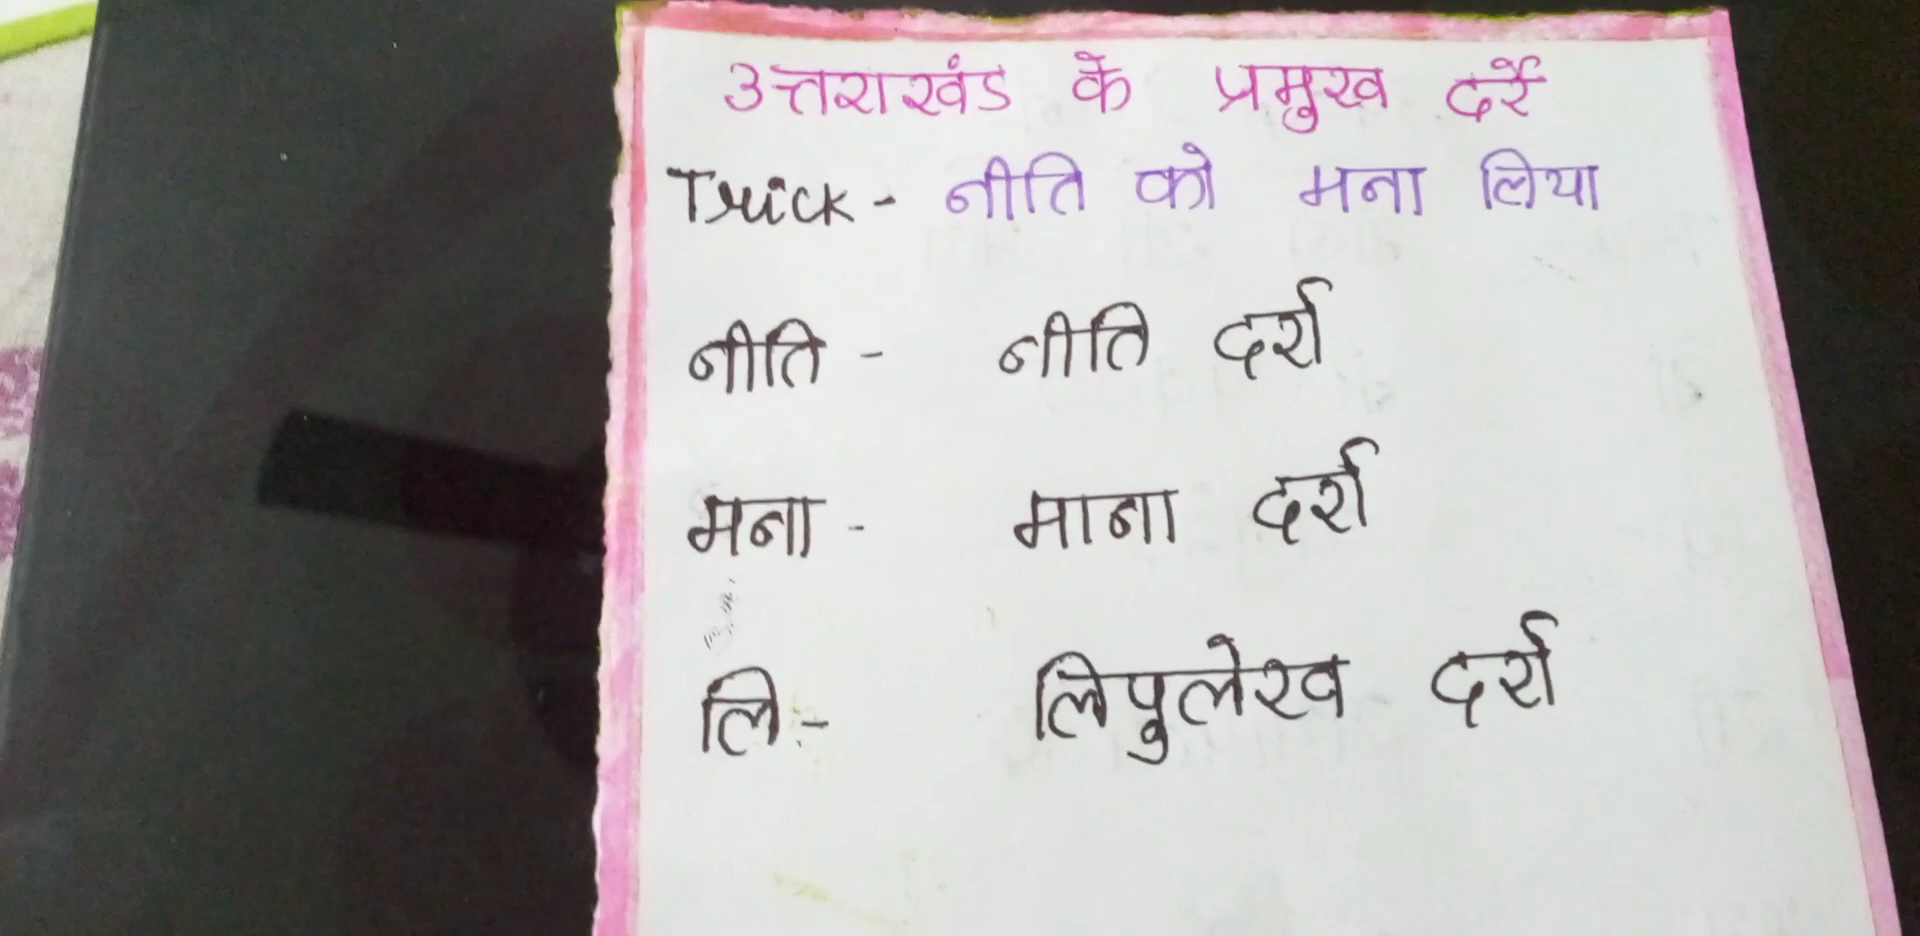 उत्तराखंड के प्रमुख दर्रे
Trick - नीति को मना लिया
नीति - नीति दर्रा
मना - माना दर्रा
लि - लिपुलेख दर्रा